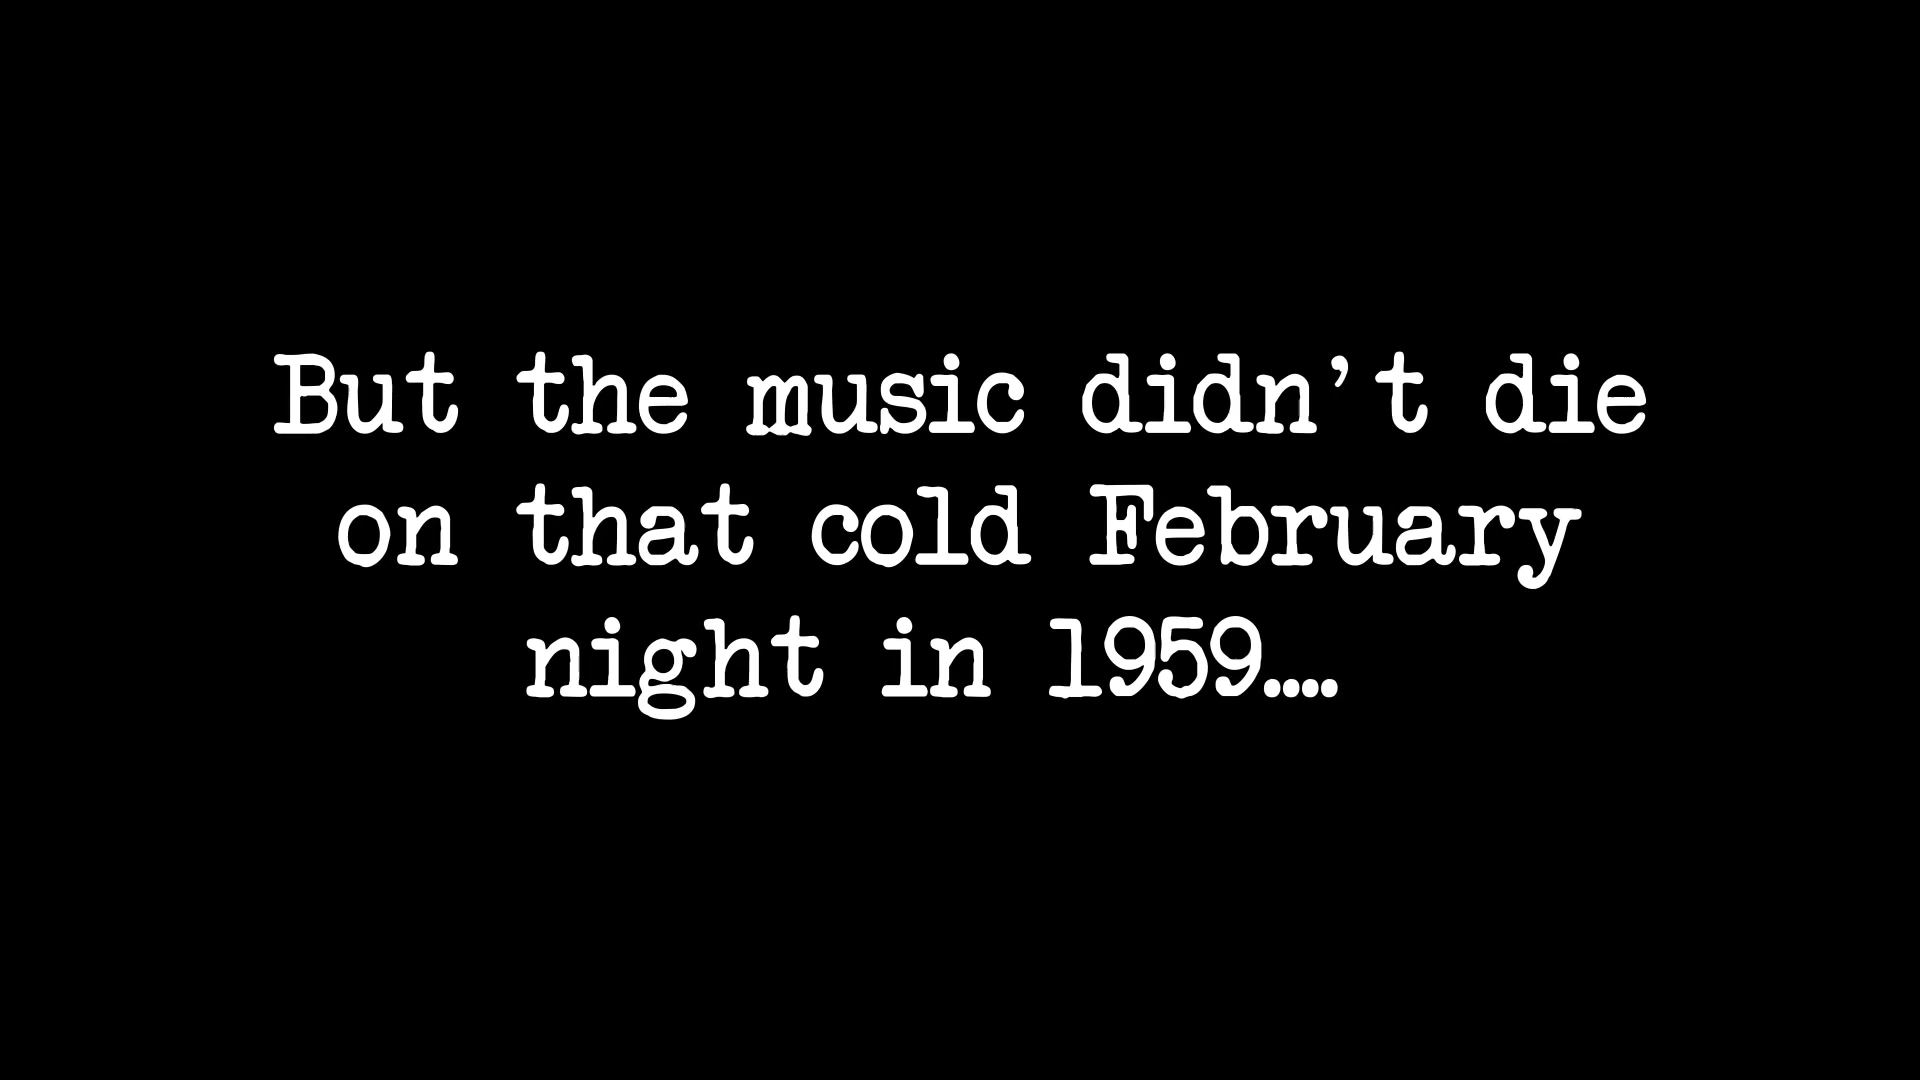 But the music didn’t die
on that cold February
night in 1959....